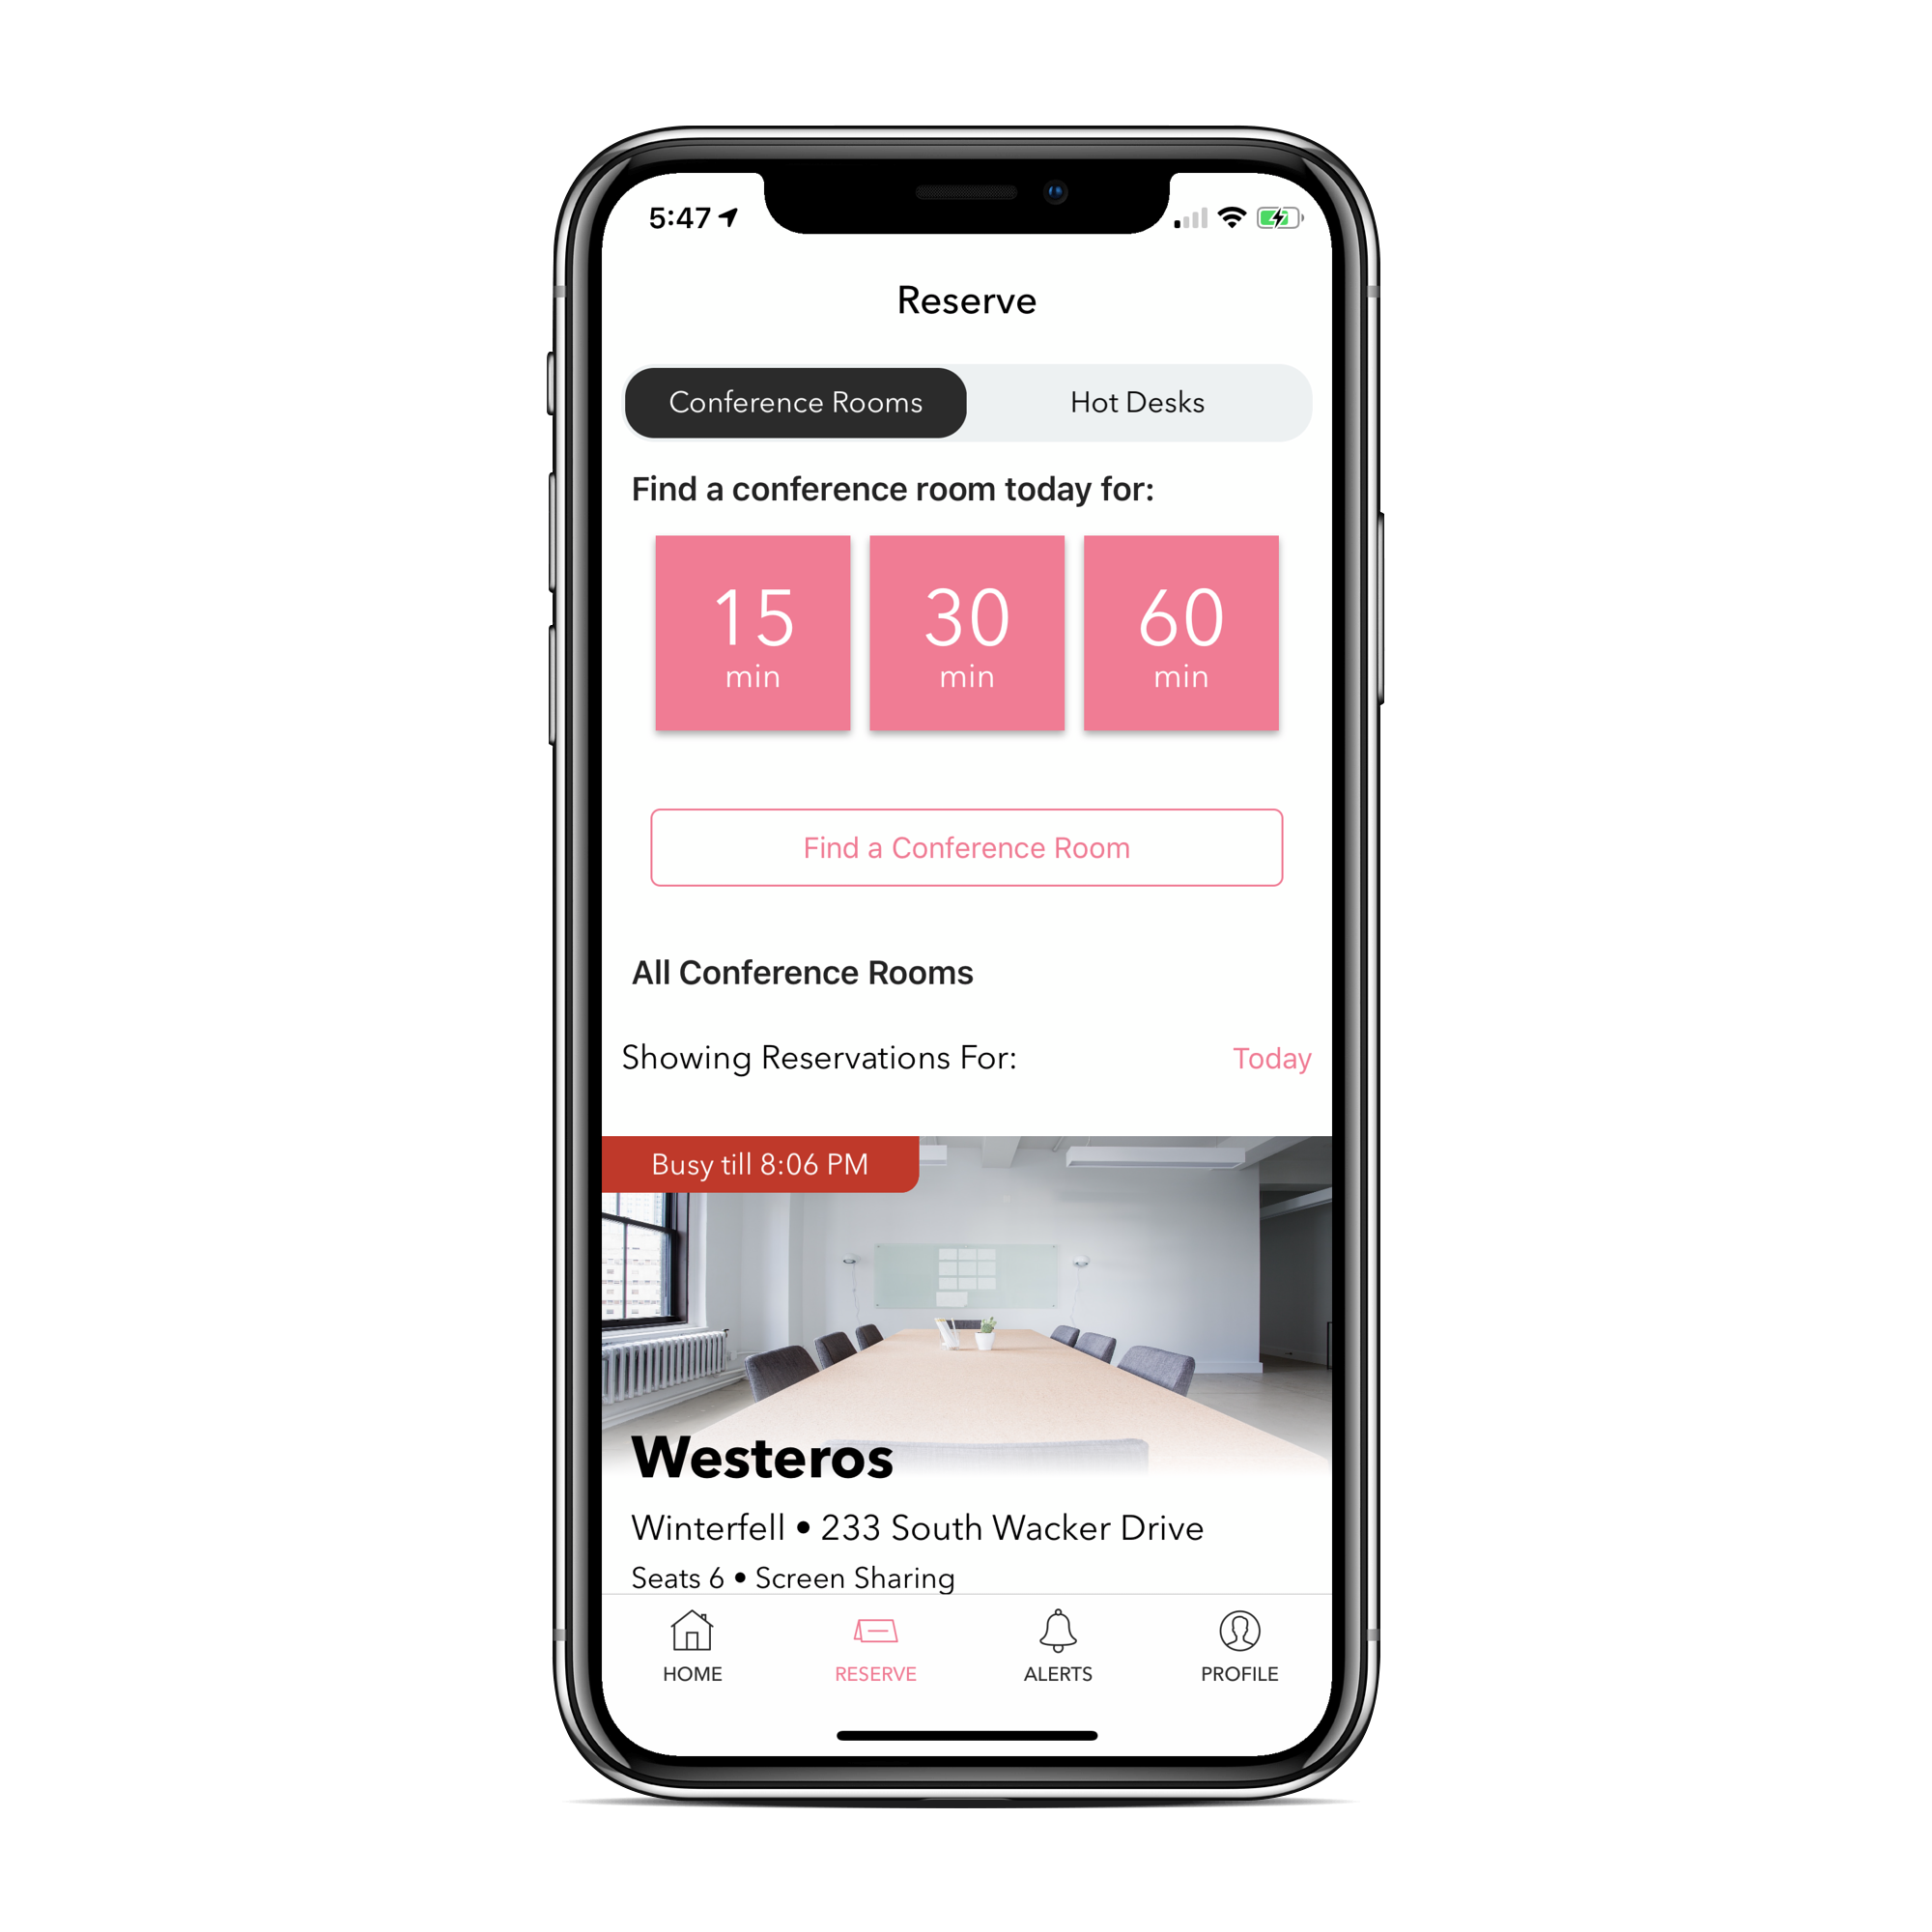 5:47
Reserve
Conference Rooms
Hot Desks
Find a conference room today for:
15
min
30
min
60
min
Find a Conference Room
All Conference Rooms
Showing Reservations For:
Today
Busy till 8:06 PM
Westeros
Winterfell • 233 South Wacker Drive
Seats 6 • Screen Sharing
HOME
RESERVE
ALERTS
PROFILE